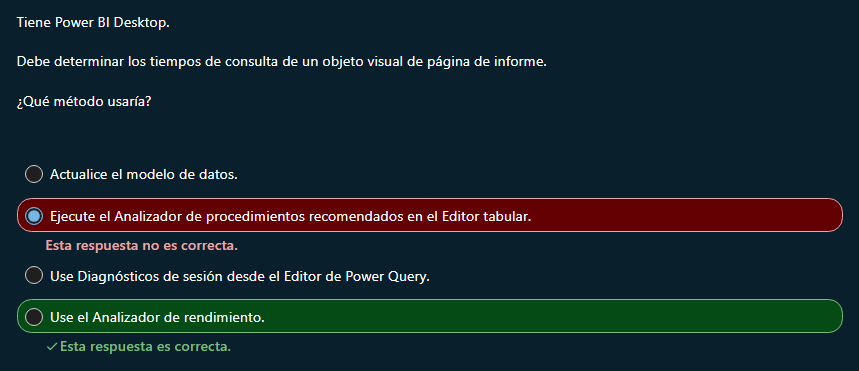 Tiene Power BI Desktop.
Debe determinar los tiempos de consulta de un objeto visual de página de informe.
¿Qué método usaría?
Actualice el modelo de datos.
Ejecute el Analizador de procedimientos recomendados en el Editor tabular.
Esta respuesta no es correcta.
Use Diagnósticos de sesión desde el Editor de Power Query.
Use el Analizador de rendimiento.
Esta respuesta es correcta.